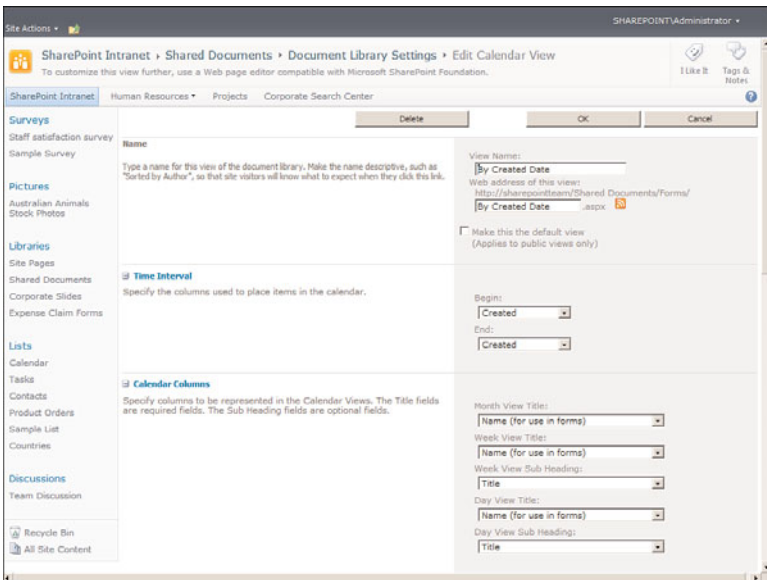 SHAREPOINT\Administrator
Site Actions
SharePoint Intranet › Shared Documents › Document Library Settings › Edit Calendar View
To customize this view further, use a Web page editor compatible with Microsoft SharePoint Foundation.
I Like It
Tags &
Notes
SharePoint Intranet Human Resources Projects Corporate Search Center
Surveys
Staff satisfaction survey
Sample Survey
Pictures
Australian Animals
Stock Photos
Libraries
Site Pages
Shared Documents
Corporate Slides
Expense Claim Forms
Lists
Calendar
Tasks
Contacts
Product Orders
Sample List
Countries
Discussions
Team Discussion
Recycle Bin
All Site Content
Delete OK Cancel
Name
Type a name for this view of the document library. Make the name descriptive, such as
"Sorted by Author", so that site visitors will know what to expect when they click this link.
View Name:
By Created Date
Web address of this view:
http://sharepointteam/Shared Documents/Forms/
By Created Date .aspx
Make this the default view
(Applies to public views only)
Time Interval
Specify the columns used to place items in the calendar.
Begin:
Created
End:
Created
Calendar Columns
Specify columns to be represented in the Calendar Views. The Title fields
are required fields. The Sub Heading fields are optional fields.
Month View Title:
Name (for use in forms)
Week View Title:
Name (for use in forms)
Week View Sub Heading:
Title
Day View Title:
Name (for use in forms)
Day View Sub Heading:
Title